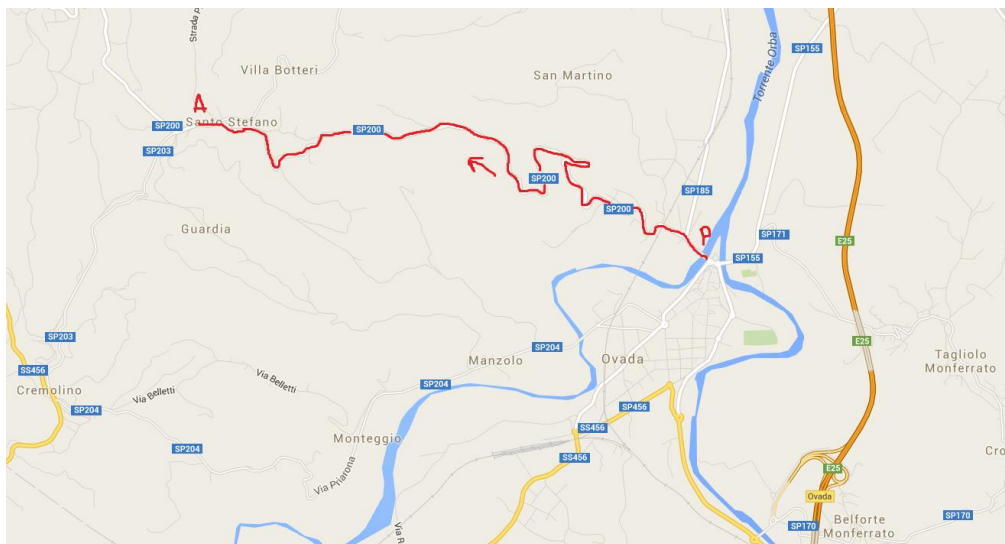 Strada p
SP155
Villa Botteri
San Martino
Torrente Orba
A
SP200
Santo Stefano
SP200
SP203
SP200
SP185
SP200
Guardia
P
SP171
SP155
E25
SP203
SS456
Manzolo
SP204
Ovada
E25
Tagliolo
Monferrato
Cremolino
Via Belletti
Via Belletti
SP204
SP204
SP456
SS456
Monteggio
SP204
SS456
Cro
E25
Via Priarona
Ovada
Via R
SP170
Belforte
Monferrato
SP170